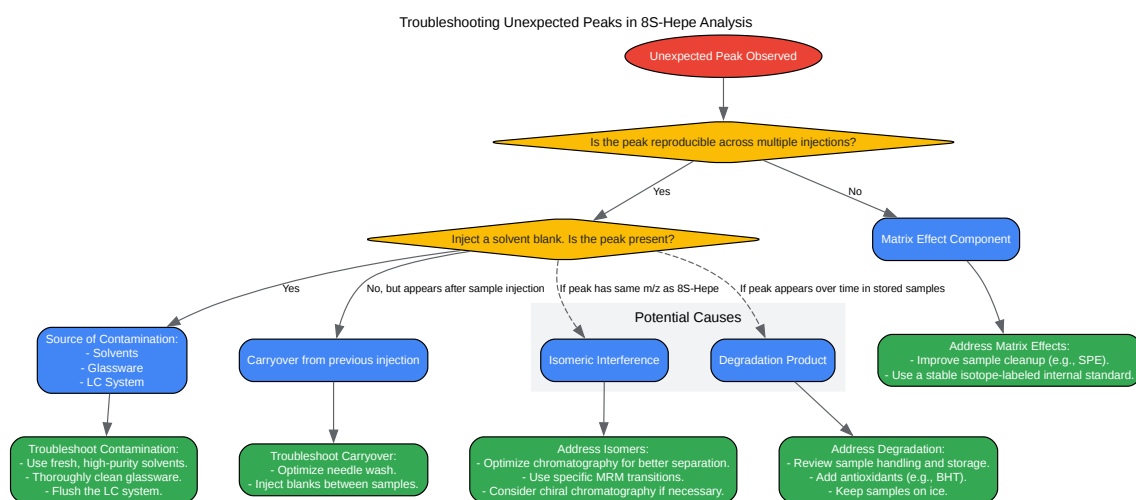 Troubleshooting Unexpected Peaks in 8S-Hepe Analysis
Unexpected Peak Observed
Is the peak reproducible across multiple injections?
Yes
No
Inject a solvent blank. Is the peak present?
Matrix Effect Component
Yes
No, but appears after sample injection
If peak has same m/z as 8S-Hepe
If peak appears over time in stored samples
Potential Causes
Source of Contamination:
- Solvents
- Glassware
- LC System
Carryover from previous injection
Isomeric Interference
Degradation Product
Address Matrix Effects:
- Improve sample cleanup (e.g., SPE).
- Use a stable isotope-labeled internal standard.
Troubleshoot Contamination:
- Use fresh, high-purity solvents.
- Thoroughly clean glassware.
- Flush the LC system.
Troubleshoot Carryover:
- Optimize needle wash.
- Inject blanks between samples.
Address Isomers:
- Optimize chromatography for better separation.
- Use specific MRM transitions.
- Consider chiral chromatography if necessary.
Address Degradation:
- Review sample handling and storage.
- Add antioxidants (e.g., BHT).
- Keep samples on ice.